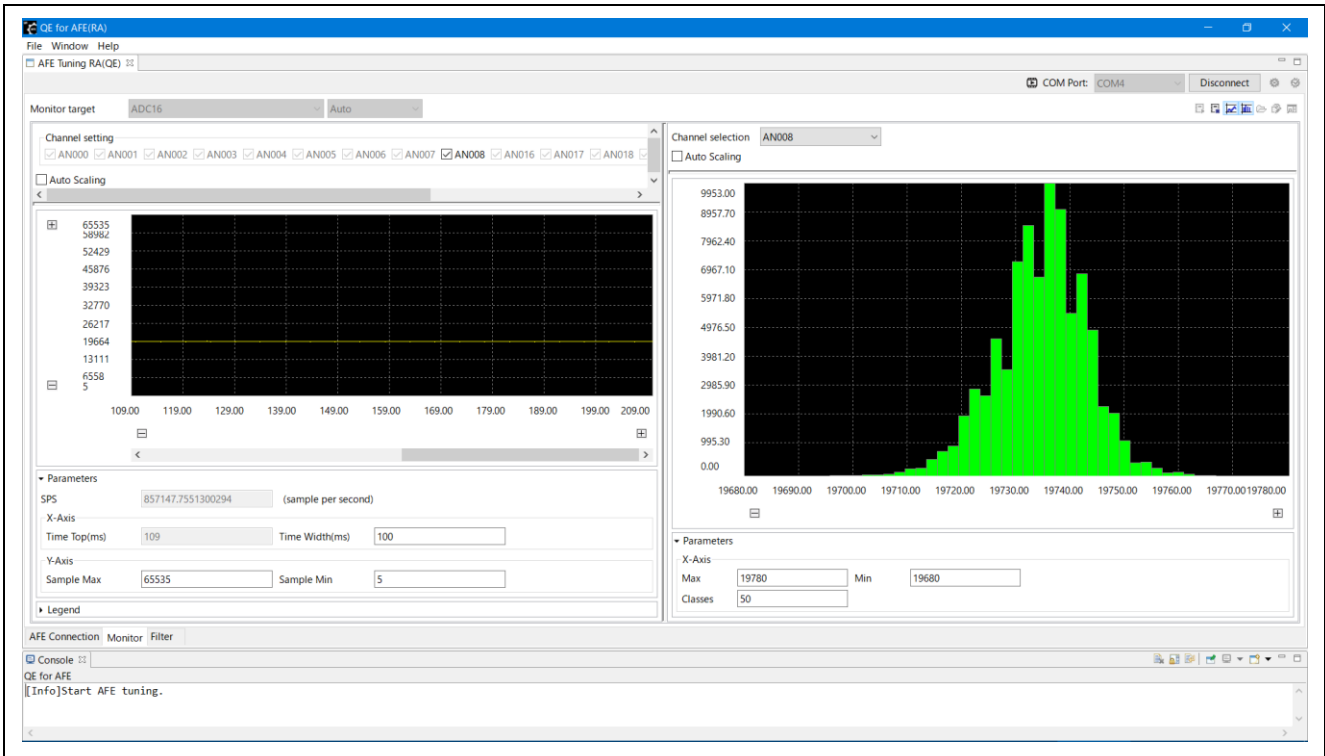 QE for AFE(RA)
File Window Help
AFE Tuning RA(QE)
COM Port: COM4 Disconnect
Monitor target ADC16 Auto
Channel setting
AN000 AN001 AN002 AN003 AN004 AN005 AN006 AN007 AN008 AN016 AN017 AN018
Auto Scaling
65535
58982
52429
45876
39323
32770
26217
19664
13111
6558
5
109.00 119.00 129.00 139.00 149.00 159.00 169.00 179.00 189.00 199.00 209.00
Parameters
SPS 857147.7551300294 (sample per second)
X-Axis
Time Top(ms) 109 Time Width(ms) 100
Y-Axis
Sample Max 65535 Sample Min 5
Legend
Channel selection AN008
Auto Scaling
9953.00
8957.70
7962.40
6967.10
5971.80
4976.50
3981.20
2985.90
1990.60
995.30
0.00
19680.00 19690.00 19700.00 19710.00 19720.00 19730.00 19740.00 19750.00 19760.00 19770.00 19780.00
Parameters
X-Axis
Max 19780 Min 19680
Classes 50
AFE Connection Monitor Filter
Console
QE for AFE
[Info]Start AFE tuning.